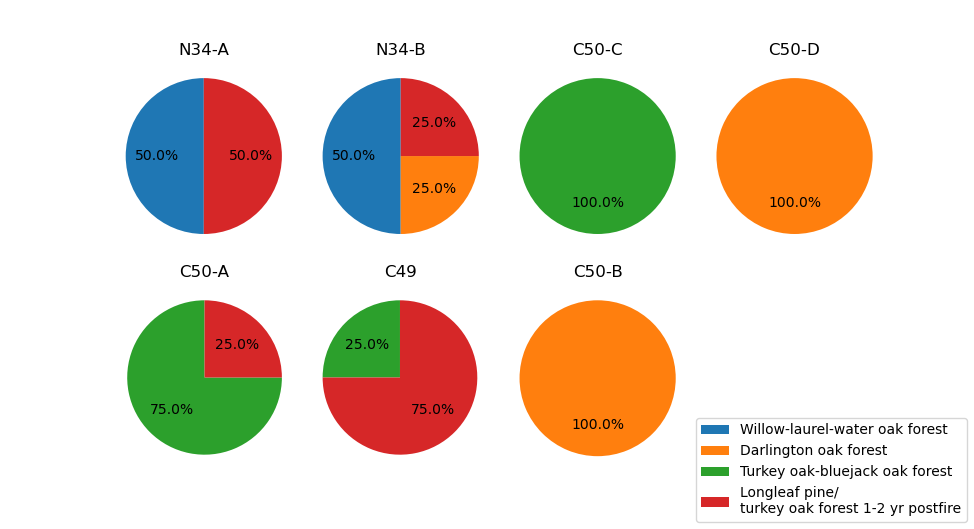 N34-A
50.0%
50.0%
N34-B
25.0%
50.0%
25.0%
C50-C
100.0%
C50-D
100.0%
C50-A
25.0%
75.0%
C49
25.0%
75.0%
C50-B
100.0%
Willow-laurel-water oak forest
Darlington oak forest
Turkey oak-bluejack oak forest
Longleaf pine/
turkey oak forest 1-2 yr postfire